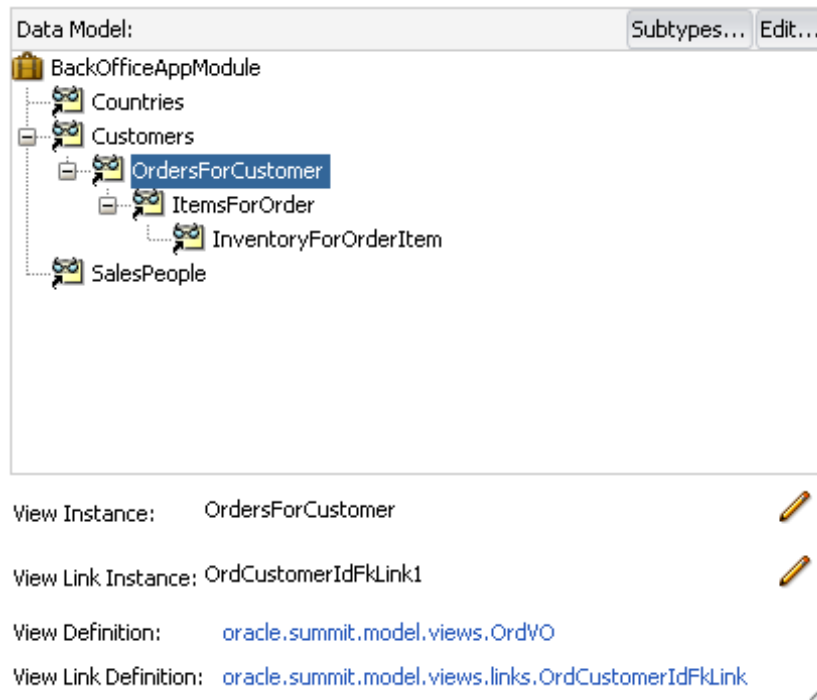 Data Model: Subtypes... Edit...
BackOfficeAppModule
Countries
Customers
OrdersForCustomer
ItemsForOrder
InventoryForOrderItem
SalesPeople
View Instance: OrdersForCustomer
View Link Instance: OrdCustomerIdFkLink1
View Definition: oracle.summit.model.views.OrdVO
View Link Definition: oracle.summit.model.views.links.OrdCustomerIdFkLink